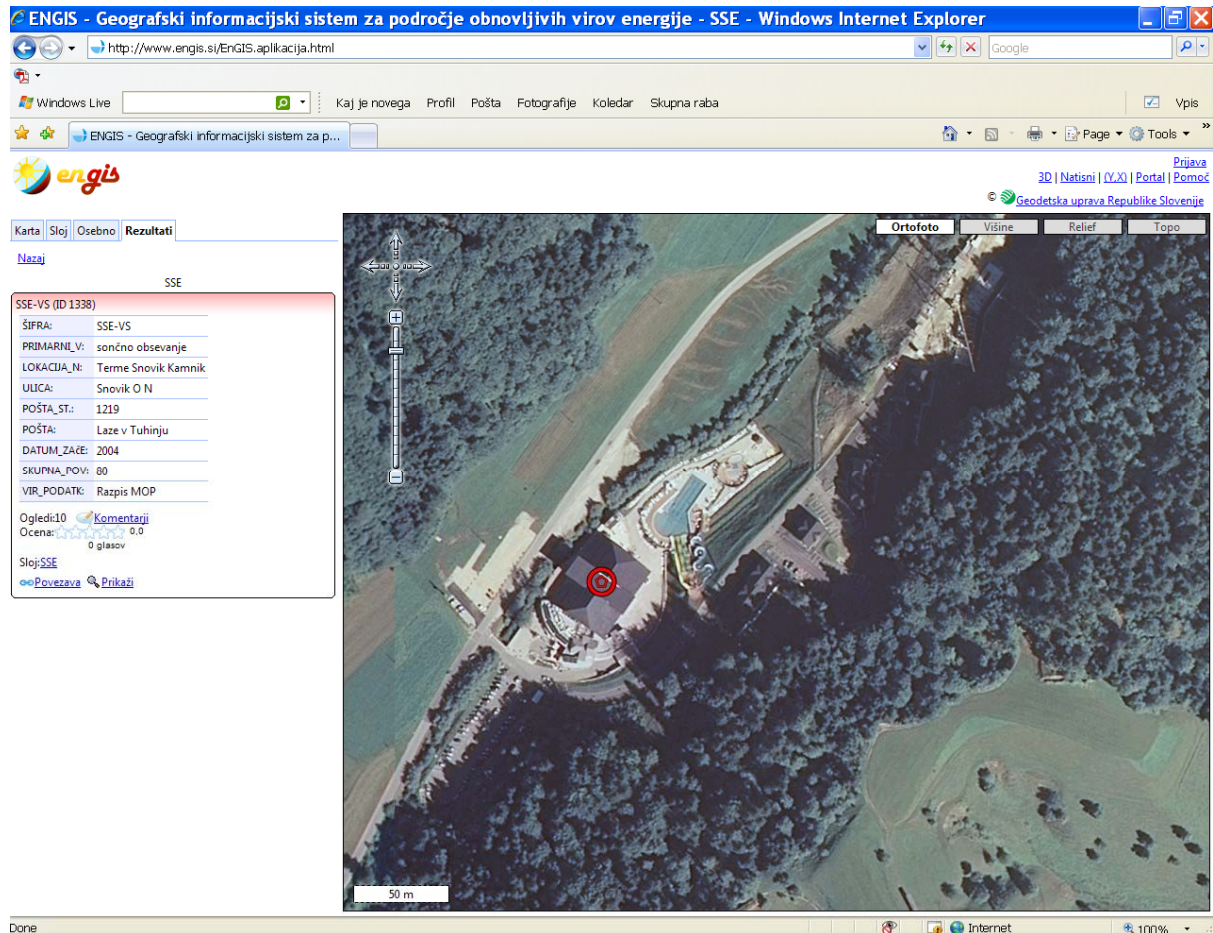 ENGIS - Geografski informacijski sistem za področje obnovljivih virov energije - SSE - Windows Internet Explorer
http://www.engis.si/EnGIS.aplikacija.html
Google
Windows Live
Kaj je novega Profil Pošta Fotografije Koledar Skupna raba
Vpis
ENGIS - Geografski informacijski sistem za p...
Page Tools »
engis
Prijava
3D | Natisni | (Y,X) | Portal | Pomoč
© Geodetska uprava Republike Slovenije
Karta Sloj Osebno Rezultati
Nazaj
SSE
SSE-VS (ID 1338)
ŠIFRA: SSE-VS
PRIMARNI_V: sončno obsevanje
LOKACIJA_N: Terme Snovik Kamnik
ULICA: Snovik O N
POŠTA_ST.: 1219
POŠTA: Laze v Tuhinju
DATUM_ZAČE: 2004
SKUPNA_POV: 80
VIR_PODATK: Razpis MOP
Ogledi:10 Komentarji
Ocena: 0.0
0 glasov
Sloj:SSE
Povezava Prikaži
Ortofoto Višine Relief Topo
50 m
Done
Internet
100%